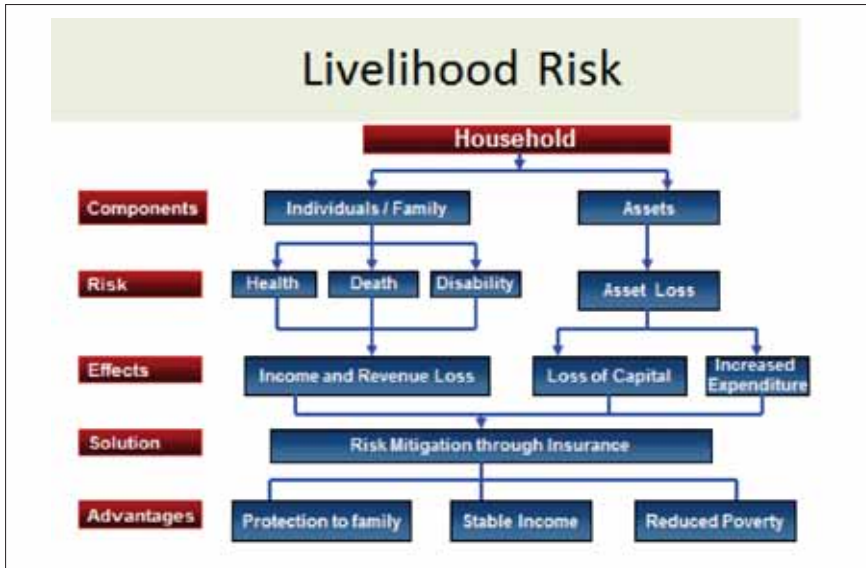 Livelihood Risk
Household
Components
Individuals / Family
Assets
Risk
Health
Death
Disability
Asset Loss
Effects
Income and Revenue Loss
Loss of Capital
Increased
Expenditure
Solution
Risk Mitigation through Insurance
Advantages
Protection to family
Stable Income
Reduced Poverty